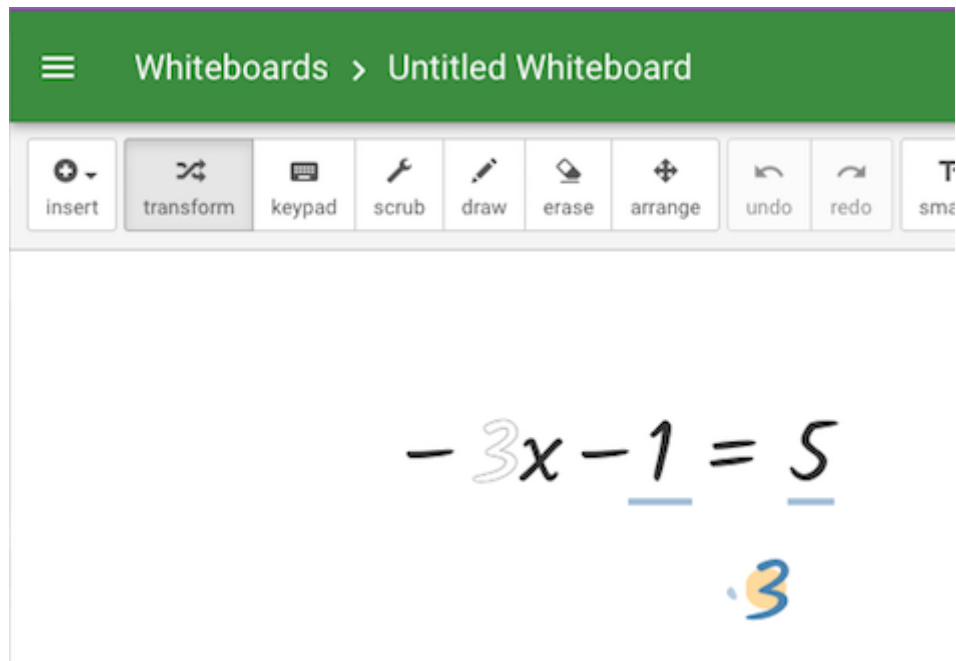 Whiteboards > Untitled Whiteboard
insert transform keypad scrub draw erase arrange undo redo
- 3x - 1 = 5
· 3